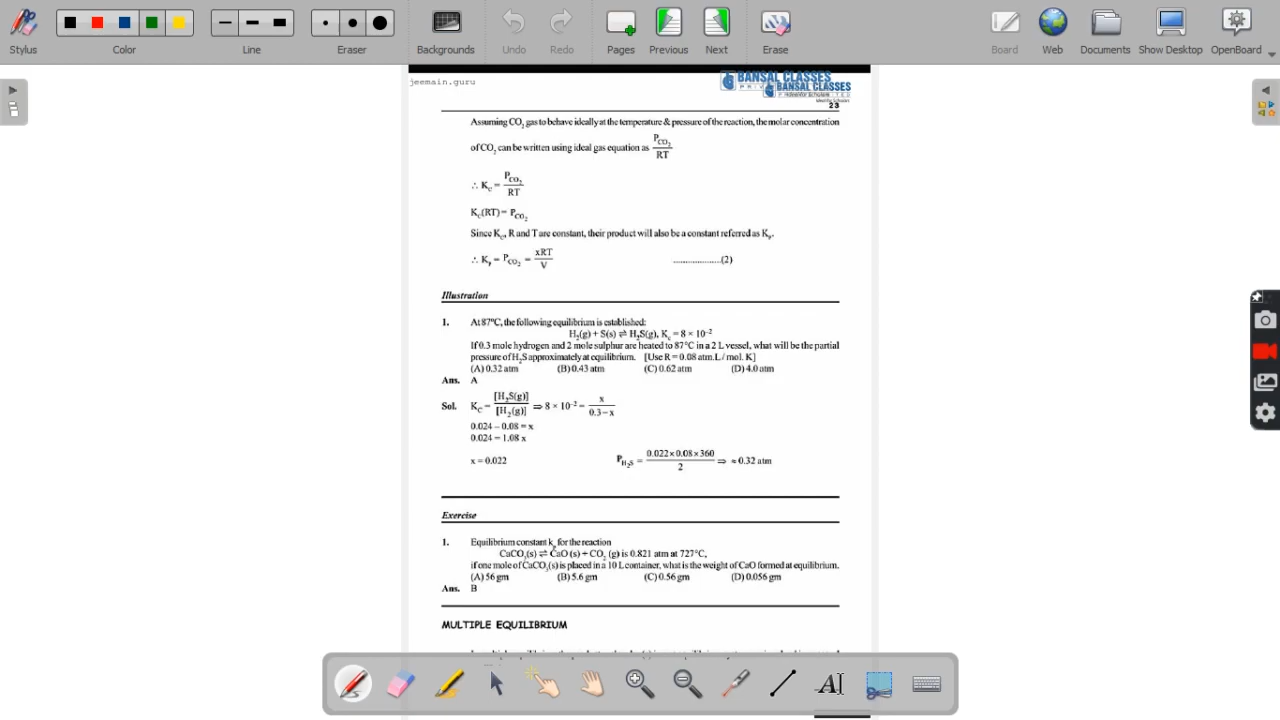 Stylus Color Line Eraser Backgrounds Undo Redo Pages Previous Next Erase Board Web Documents Show Desktop OpenBoard
jeemain.guru
BANSAL CLASSES
BANSAL CLASSES
23
Assuming CO₂ gas to behave ideally at the temperature & pressure of the reaction, the molar concentration
of CO₂ can be written using ideal gas equation as P_CO₂ / RT
∴ K_C = P_CO₂ / RT
K_C(RT) = P_CO₂
Since K_C, R and T are constant, their product will also be a constant referred as K_P.
∴ K_P = P_CO₂ = xRT / V ....................(2)
Illustration
1. At 87ºC, the following equilibrium is established:
H₂(g) + S(s) ⇌ H₂S(g), K_c = 8 × 10⁻²
If 0.3 mole hydrogen and 2 mole sulphur are heated to 87°C in a 2 L vessel, what will be the partial
pressure of H₂S approximately at equilibrium. [Use R = 0.08 atm.L / mol. K]
(A) 0.32 atm (B) 0.43 atm (C) 0.62 atm (D) 4.0 atm
Ans. A
Sol. K_C = [H₂S(g)] / [H₂(g)] ⇒ 8 × 10⁻² = x / 0.3 – x
0.024 – 0.08 = x
0.024 = 1.08 x
x = 0.022 P_H₂S = 0.022 × 0.08 × 360 / 2 ⇒ ≈ 0.32 atm
Exercise
1. Equilibrium constant k_p for the reaction
CaCO₃(s) ⇌ CaO (s) + CO₂ (g) is 0.821 atm at 727°C,
if one mole of CaCO₃(s) is placed in a 10 L container, what is the weight of CaO formed at equilibrium.
(A) 56 gm (B) 5.6 gm (C) 0.56 gm (D) 0.056 gm
Ans. B
MULTIPLE EQUILIBRIUM